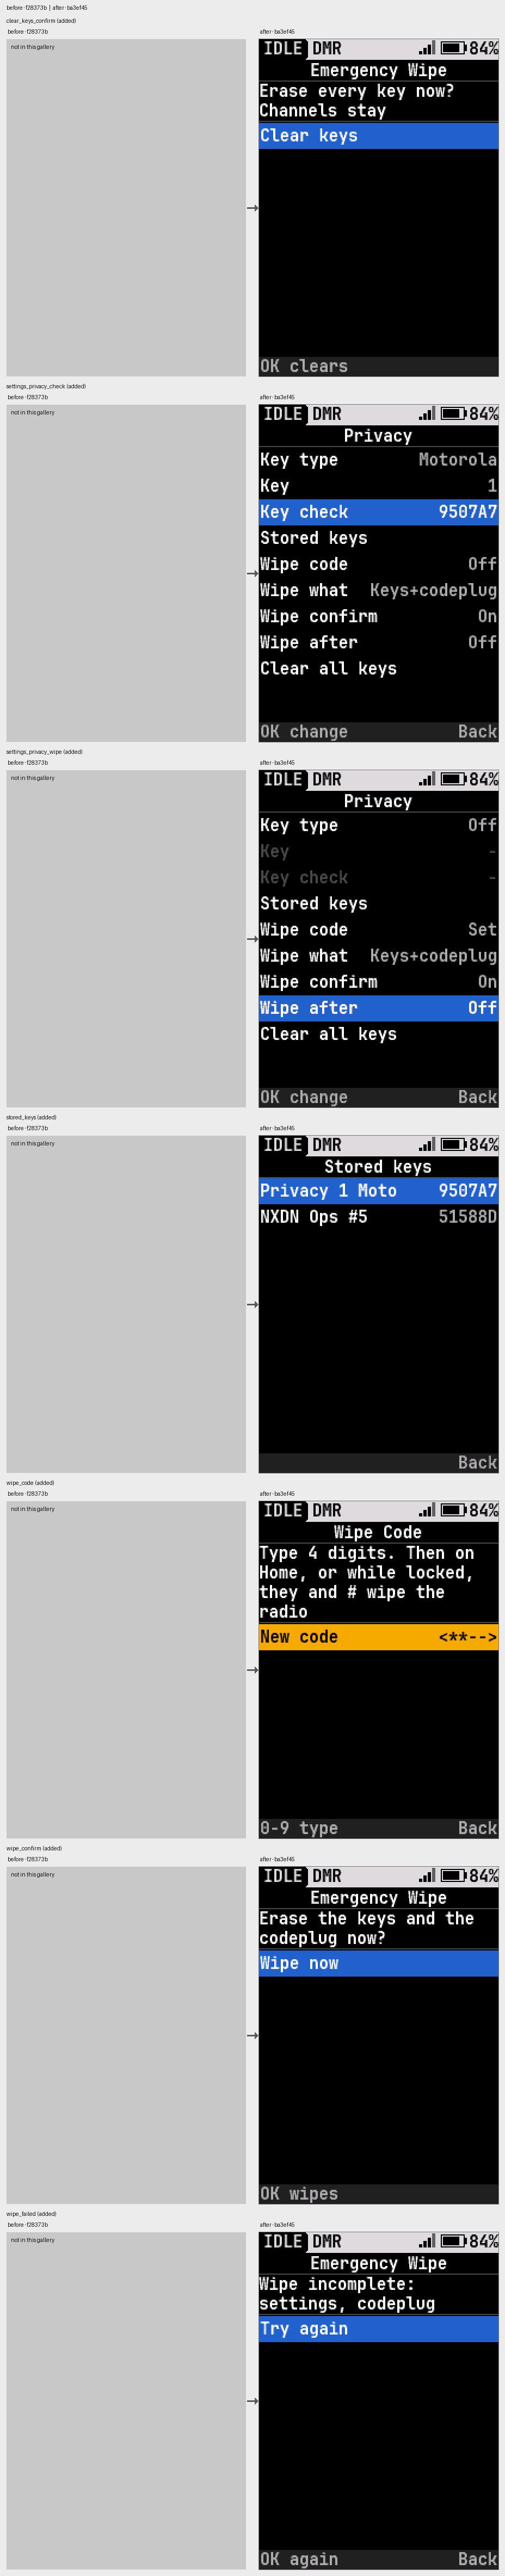 before · f28373b | after · ba3ef45
clear_keys_confirm (added)
before · f28373b
after · ba3ef45
not in this gallery
→
IDLE DMR 84%
Emergency Wipe
Erase every key now?
Channels stay
Clear keys
OK clears
settings_privacy_check (added)
before · f28373b
after · ba3ef45
not in this gallery
→
IDLE DMR 84%
Privacy
Key type Motorola
Key 1
Key check 9507A7
Stored keys
Wipe code Off
Wipe what Keys+codeplug
Wipe confirm On
Wipe after Off
Clear all keys
OK change Back
settings_privacy_wipe (added)
before · f28373b
after · ba3ef45
not in this gallery
→
IDLE DMR 84%
Privacy
Key type Off
Key -
Key check -
Stored keys
Wipe code Set
Wipe what Keys+codeplug
Wipe confirm On
Wipe after Off
Clear all keys
OK change Back
stored_keys (added)
before · f28373b
after · ba3ef45
not in this gallery
→
IDLE DMR 84%
Stored keys
Privacy 1 Moto 9507A7
NXDN Ops #5 51588D
Back
wipe_code (added)
before · f28373b
after · ba3ef45
not in this gallery
→
IDLE DMR 84%
Wipe Code
Type 4 digits. Then on
Home, or while locked,
they and # wipe the
radio
New code <**-->
0-9 type Back
wipe_confirm (added)
before · f28373b
after · ba3ef45
not in this gallery
→
IDLE DMR 84%
Emergency Wipe
Erase the keys and the
codeplug now?
Wipe now
OK wipes
wipe_failed (added)
before · f28373b
after · ba3ef45
not in this gallery
→
IDLE DMR 84%
Emergency Wipe
Wipe incomplete:
settings, codeplug
Try again
OK again Back